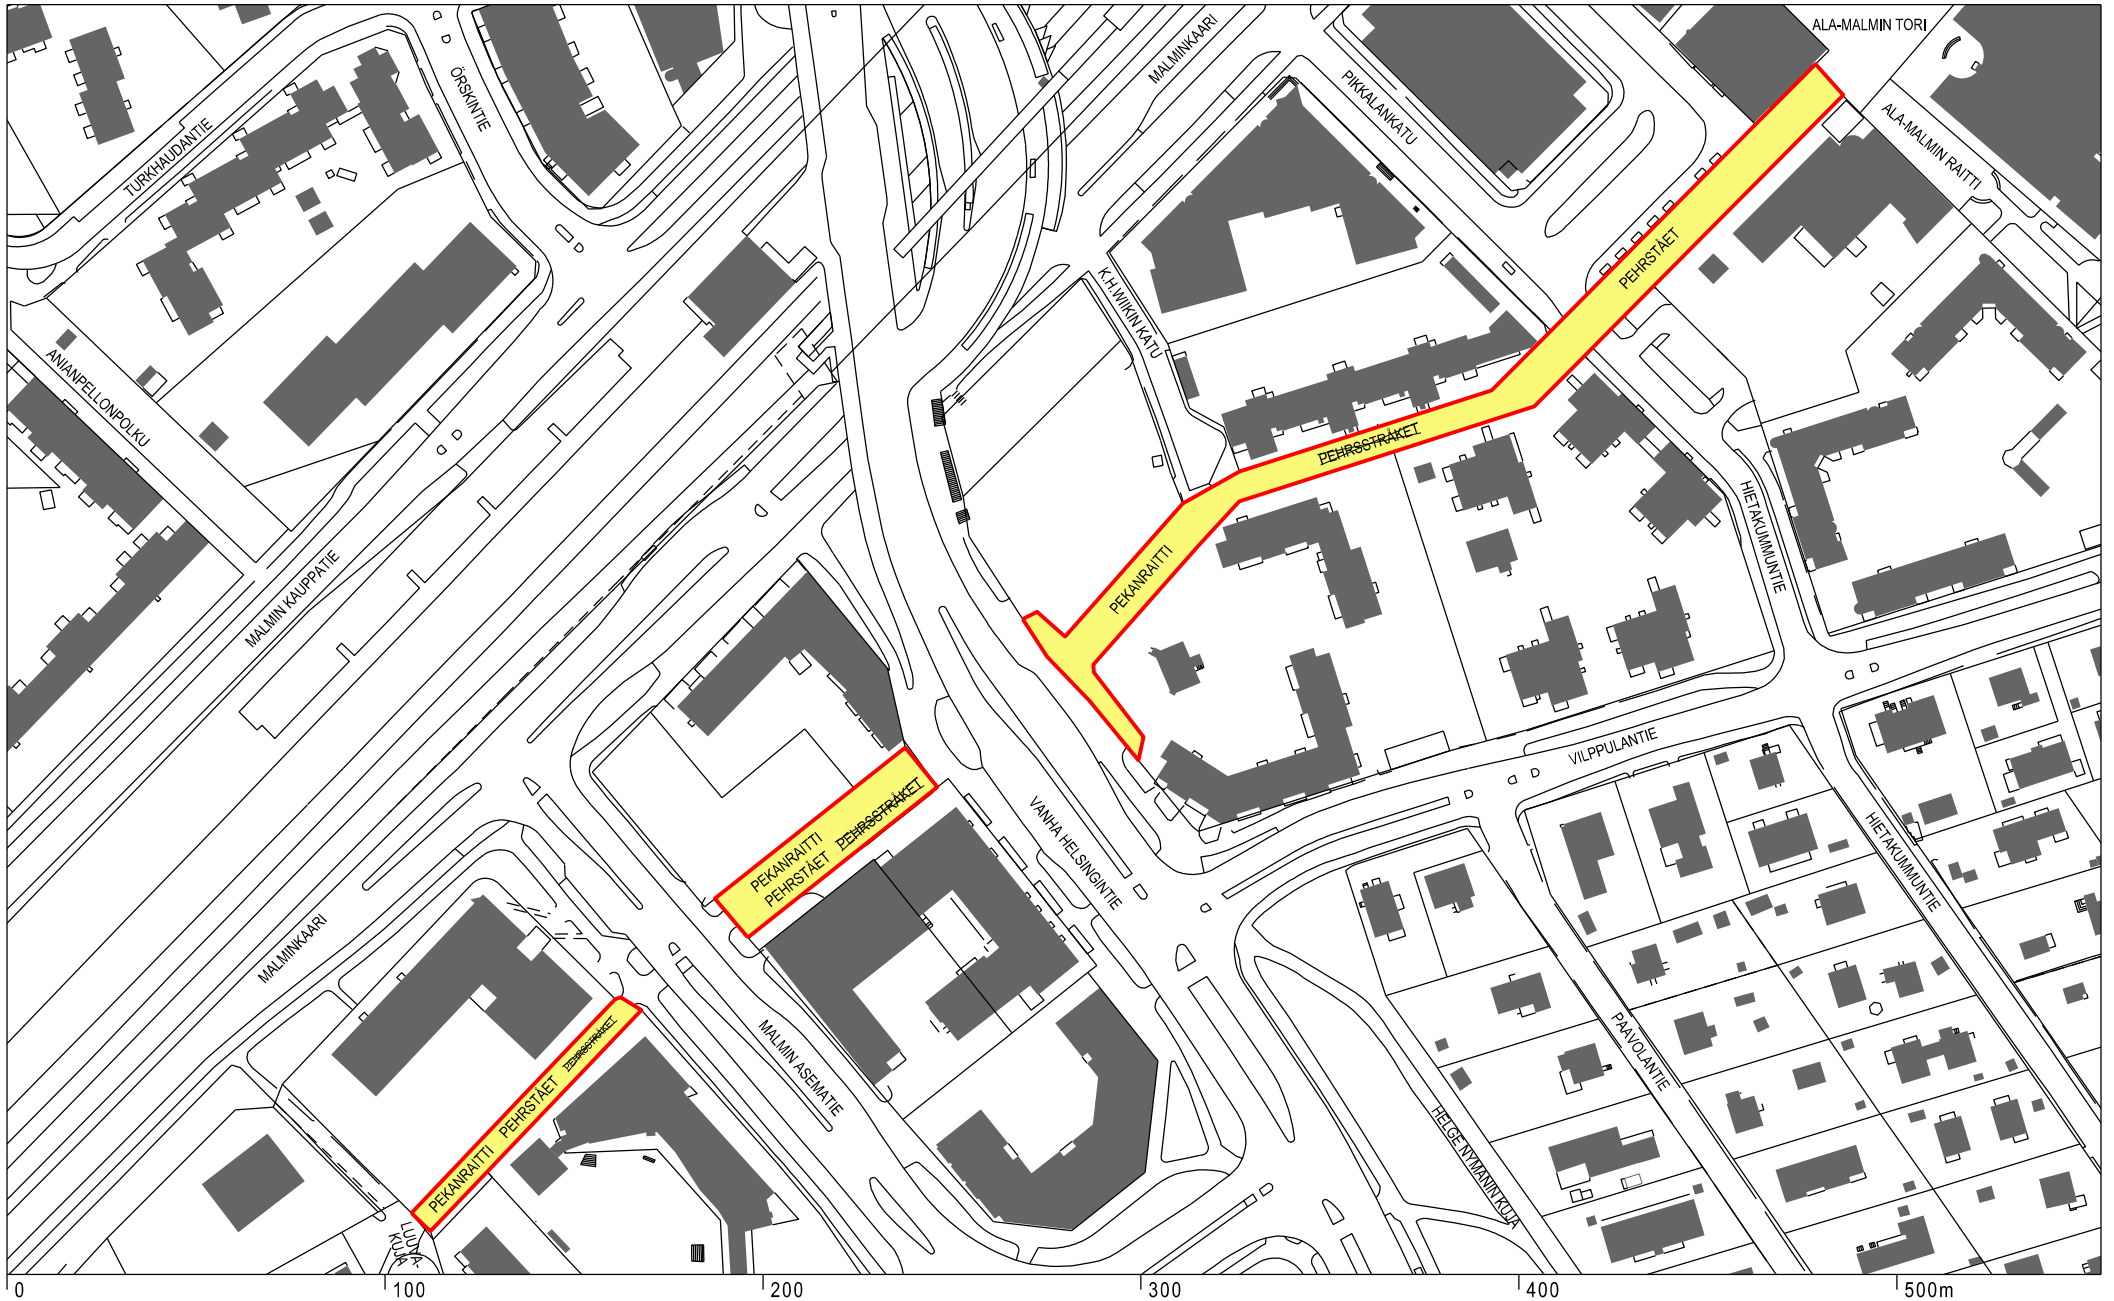 ALA-MALMIN TORI
MALMINKAARI
ÖRSKINTIE
PIKKALANKATU
TURKHAUDANTIE
ALA-MALMIN RAITTI
PEHRSTÅET
K.H.WIIKIN KATU
ANIANPELLONPOLKU
PEHRSSTRÅKET
HIETAKUMMUNTIE
MALMIN KAUPPATIE
PEKANRAITTI
VILPPULANTIE
VANHA HELSINGINTIE
PEKANRAITTI
PEHRSTÅET PEHRSSTRÅKET
HIETAKUMMUNTIE
MALMINKAARI
MALMIN ASEMATIE
PAAVOLANTIE
PEKANRAITTI PEHRSTÅET PEHRSSTRÅKET
HELGE NYMANIN KUJA
LUUVA-
KUJA
0 100 200 300 400 500m